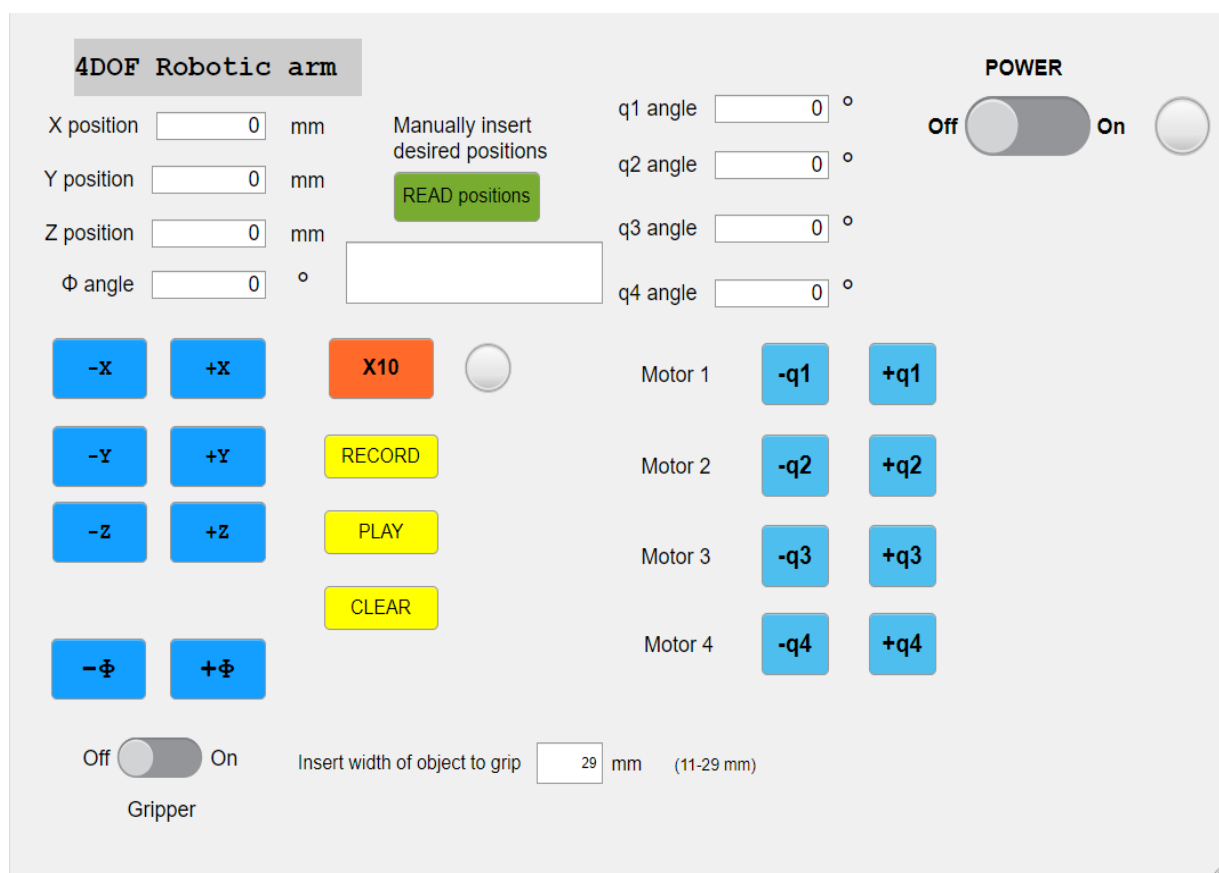 4DOF Robotic arm
POWER
Off On
X position 0 mm
Y position 0 mm
Z position 0 mm
Φ angle 0 °
Manually insert
desired positions
READ positions
q1 angle 0 °
q2 angle 0 °
q3 angle 0 °
q4 angle 0 °
-X +X
-Y +Y
-Z +Z
-Φ +Φ
X10
RECORD
PLAY
CLEAR
Motor 1 -q1 +q1
Motor 2 -q2 +q2
Motor 3 -q3 +q3
Motor 4 -q4 +q4
Off On
Gripper
Insert width of object to grip 29 mm (11-29 mm)